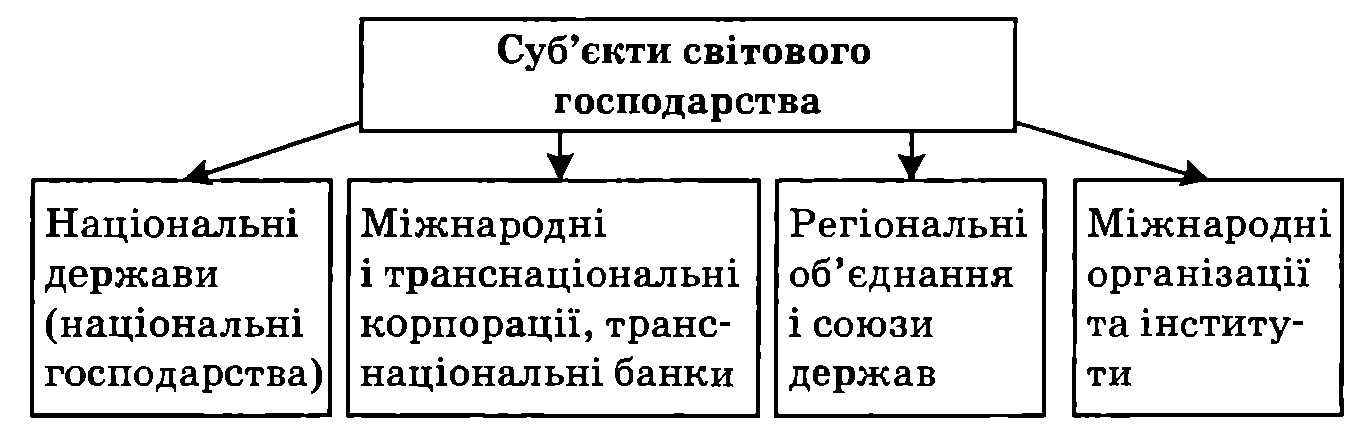 Суб’єкти світового
господарства
Національні
держави
(національні
господарства)
Міжнародні
і транснаціональні
корпорації, транс-
національні банки
Регіональні
об’єднання
і союзи
держав
Міжнародні
організації
та інститу-
ти